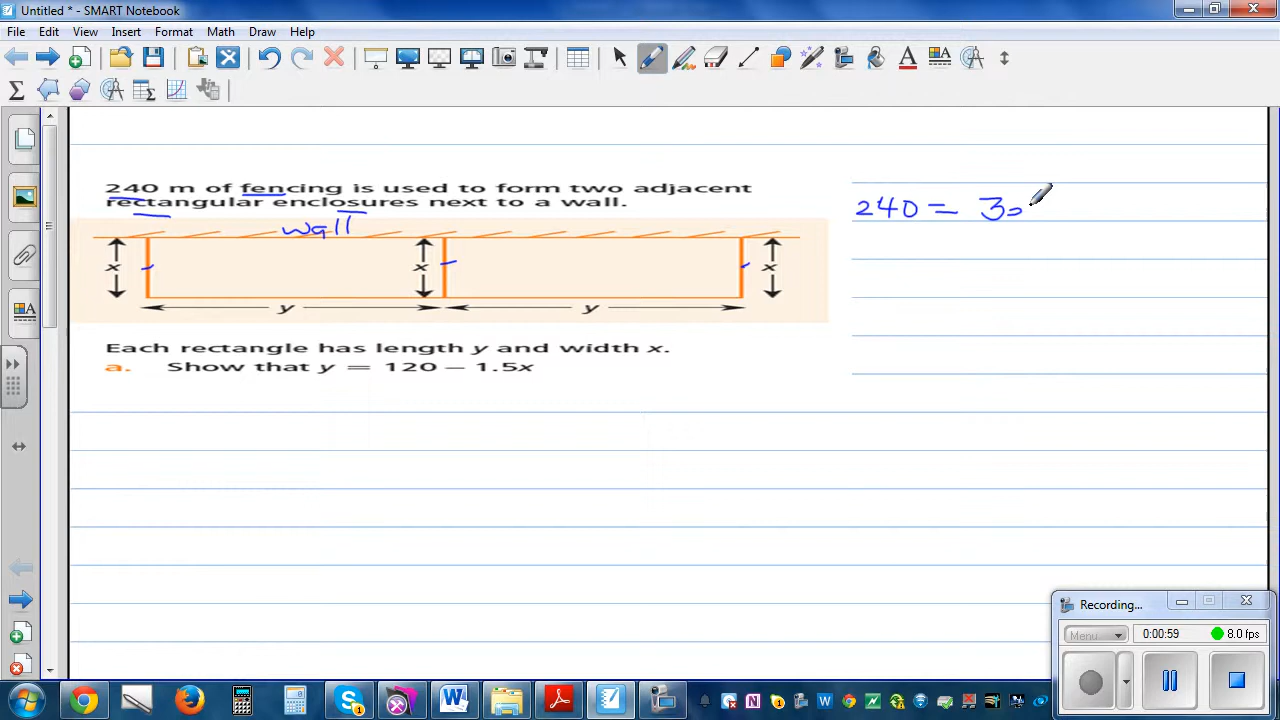 Untitled * - SMART Notebook
File Edit View Insert Format Math Draw Help
240 m of fencing is used to form two adjacent
rectangular enclosures next to a wall.
wall
x x x
y y
Each rectangle has length y and width x.
a. Show that y = 120 - 1.5x
240 = 3
Recording...
Menu 0:00:59 8.0 fps